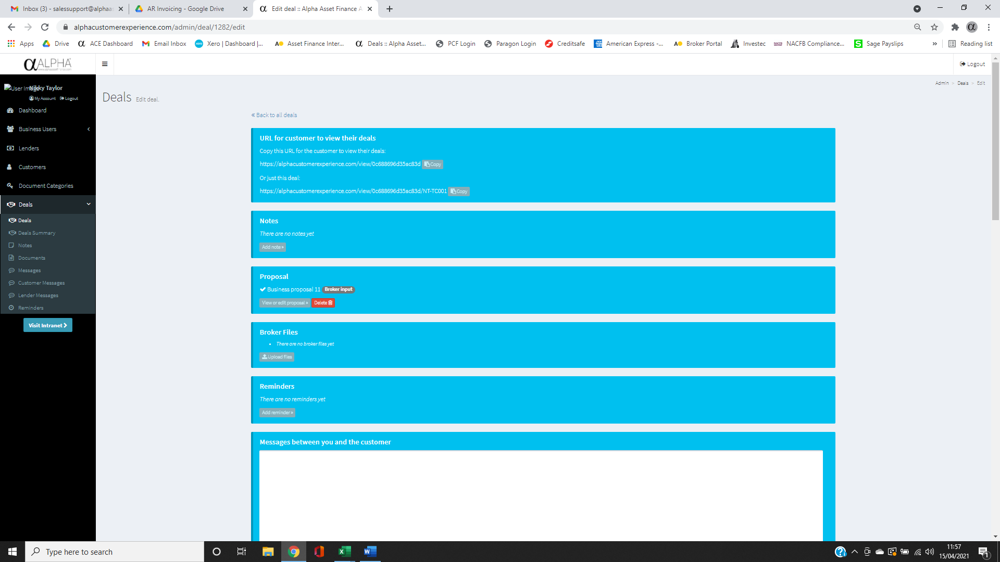 Inbox (3) - salessupport@alphaas
AR Invoicing - Google Drive
Edit deal :: Alpha Asset Finance A
alphacustomerexperience.com/admin/deal/1282/edit
Apps
Drive
ACE Dashboard
Email Inbox
Xero | Dashboard |...
Asset Finance Inter...
Deals :: Alpha Asset...
PCF Login
Paragon Login
Creditsafe
American Express -...
Broker Portal
Investec
NACFB Compliance...
Sage Payslips
»
Reading list
αALPHA
Logout
User Image
Nikky Taylor
My Account Logout
Dashboard
Business Users
Lenders
Customers
Document Categories
Deals
Deals
Deals Summary
Notes
Documents
Messages
Customer Messages
Lender Messages
Reminders
Visit Intranet
Admin > Deals > Edit
Deals Edit deal.
« Back to all deals
URL for customer to view their deals
Copy this URL for the customer to view their deals:
https://alphacustomerexperience.com/view/0c688696d35ac83d Copy
Or just this deal:
https://alphacustomerexperience.com/view/0c688696d35ac83d/NT-TC001 Copy
Notes
There are no notes yet
Add note »
Proposal
Business proposal 11 Broker input
View or edit proposal » Delete
Broker Files
• There are no broker files yet
Upload files
Reminders
There are no reminders yet
Add reminder »
Messages between you and the customer
Type here to search
11:57
15/04/2021
1